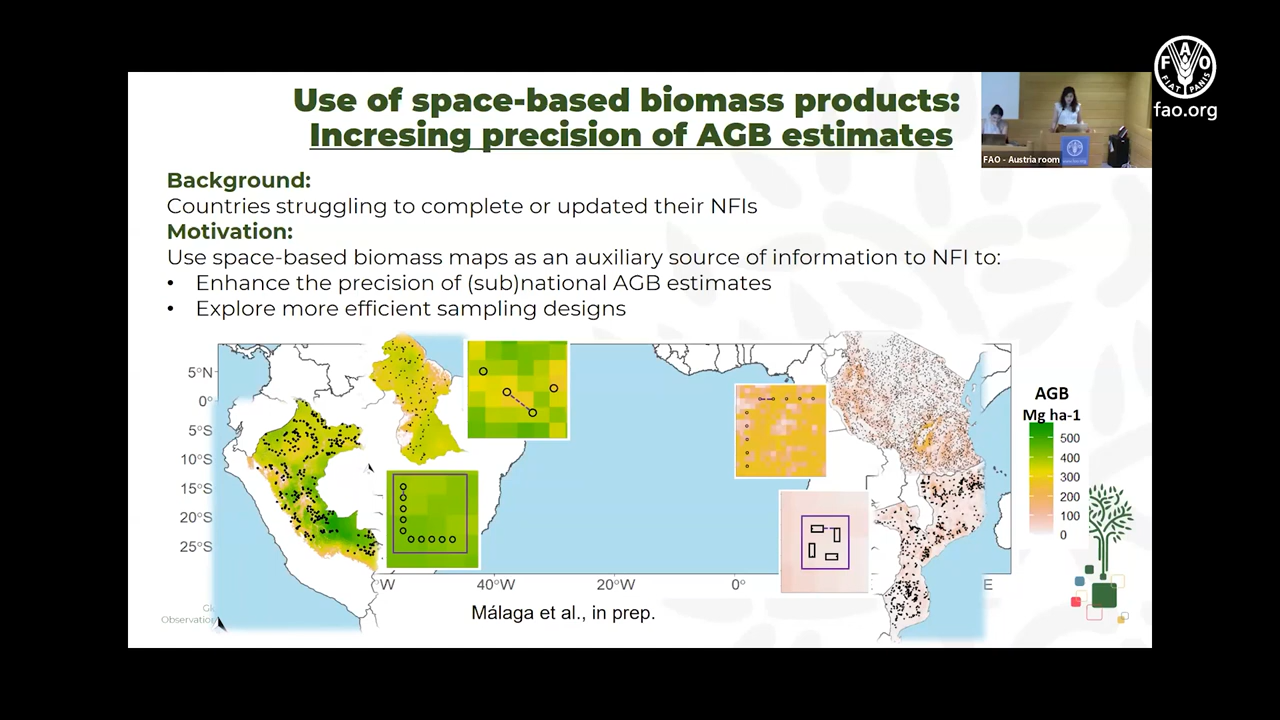 Use of space-based biomass products:
Incresing precision of AGB estimates
F A O
FIAT PANIS
fao.org
FAO - Austria room
Background:
Countries struggling to complete or updated their NFIs
Motivation:
Use space-based biomass maps as an auxiliary source of information to NFI to:
• Enhance the precision of (sub)national AGB estimates
• Explore more efficient sampling designs
5°N
0°
5°S
10°S
15°S
20°S
25°S
W
40°W
20°W
0°
E
AGB
Mg ha-1
500
400
300
200
100
0
Observation
Málaga et al., in prep.